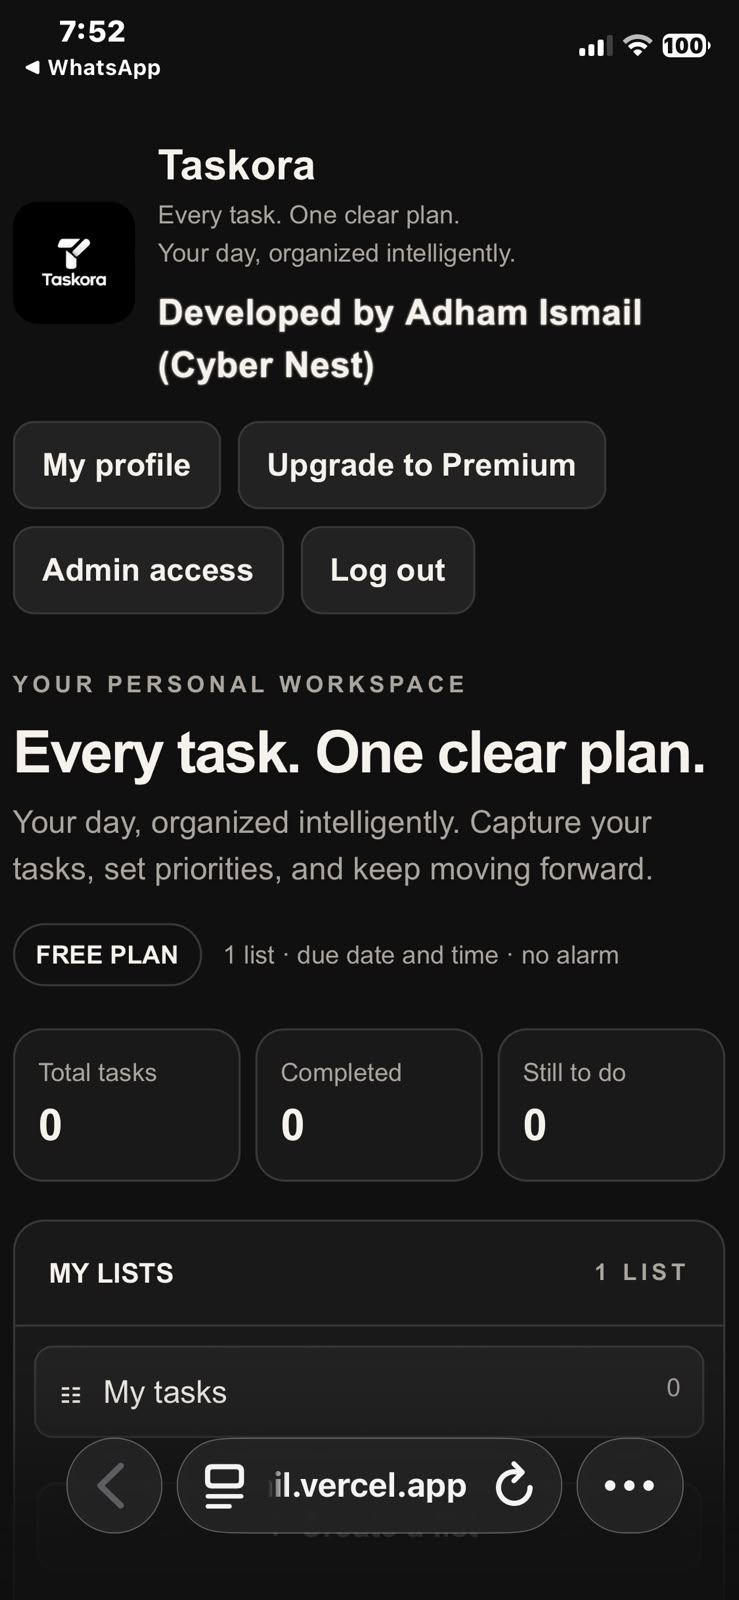 7:52
100
WhatsApp
Taskora
Every task. One clear plan.
Your day, organized intelligently.
Taskora
Developed by Adham Ismail
(Cyber Nest)
My profile
Upgrade to Premium
Admin access
Log out
YOUR PERSONAL WORKSPACE
Every task. One clear plan.
Your day, organized intelligently. Capture your
tasks, set priorities, and keep moving forward.
FREE PLAN
1 list · due date and time · no alarm
Total tasks
0
Completed
0
Still to do
0
MY LISTS
1 LIST
My tasks
0
il.vercel.app